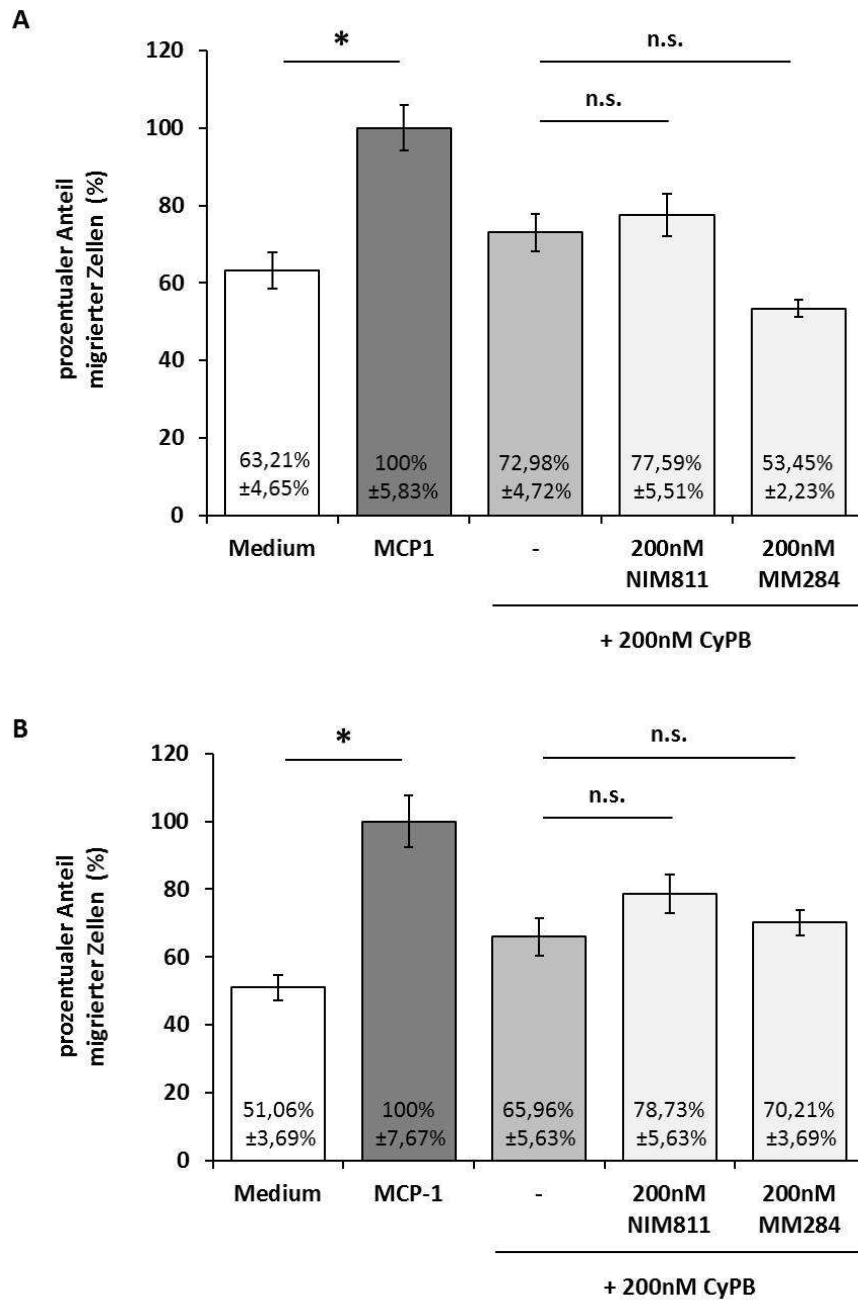 A
*
n.s.
n.s.
prozentualer Anteil
migrierter Zellen (%)
120
100
80
60
40
20
0
63,21%
±4,65%
100%
±5,83%
72,98%
±4,72%
77,59%
±5,51%
53,45%
±2,23%
Medium
MCP1
-
200nM
NIM811
200nM
MM284
+ 200nM CyPB
B
*
n.s.
n.s.
prozentualer Anteil
migrierter Zellen (%)
120
100
80
60
40
20
0
51,06%
±3,69%
100%
±7,67%
65,96%
±5,63%
78,73%
±5,63%
70,21%
±3,69%
Medium
MCP-1
-
200nM
NIM811
200nM
MM284
+ 200nM CyPB